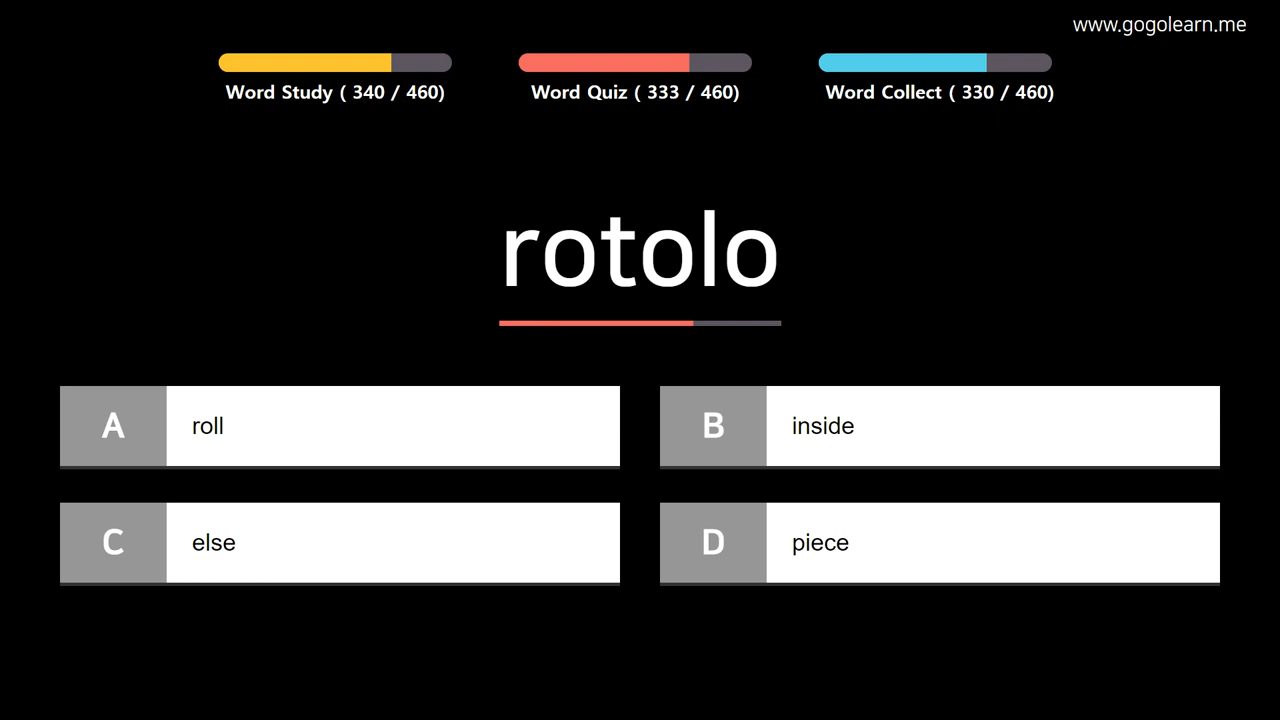 www.gogolearn.me
Word Study ( 340 / 460)
Word Quiz ( 333 / 460)
Word Collect ( 330 / 460)
rotolo
A roll
B inside
C else
D piece